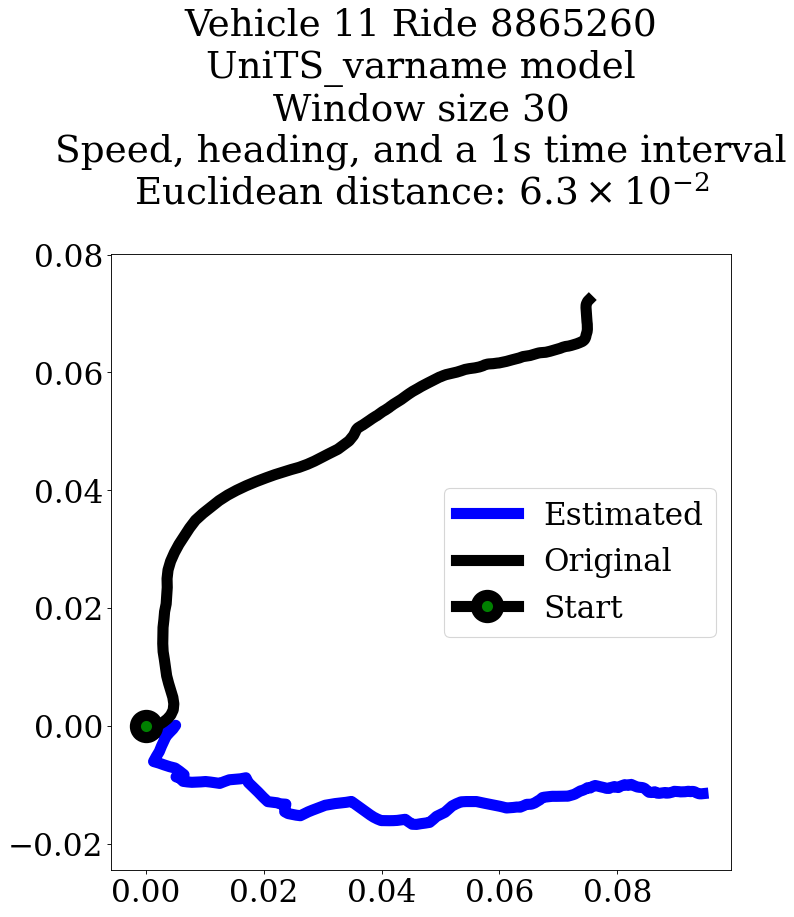 Vehicle 11 Ride 8865260
UniTS_varname model
Window size 30
Speed, heading, and a 1s time interval
Euclidean distance: 6.3 × 10⁻²
0.08
0.06
0.04
0.02
0.00
−0.02
Estimated
Original
Start
0.00 0.02 0.04 0.06 0.08